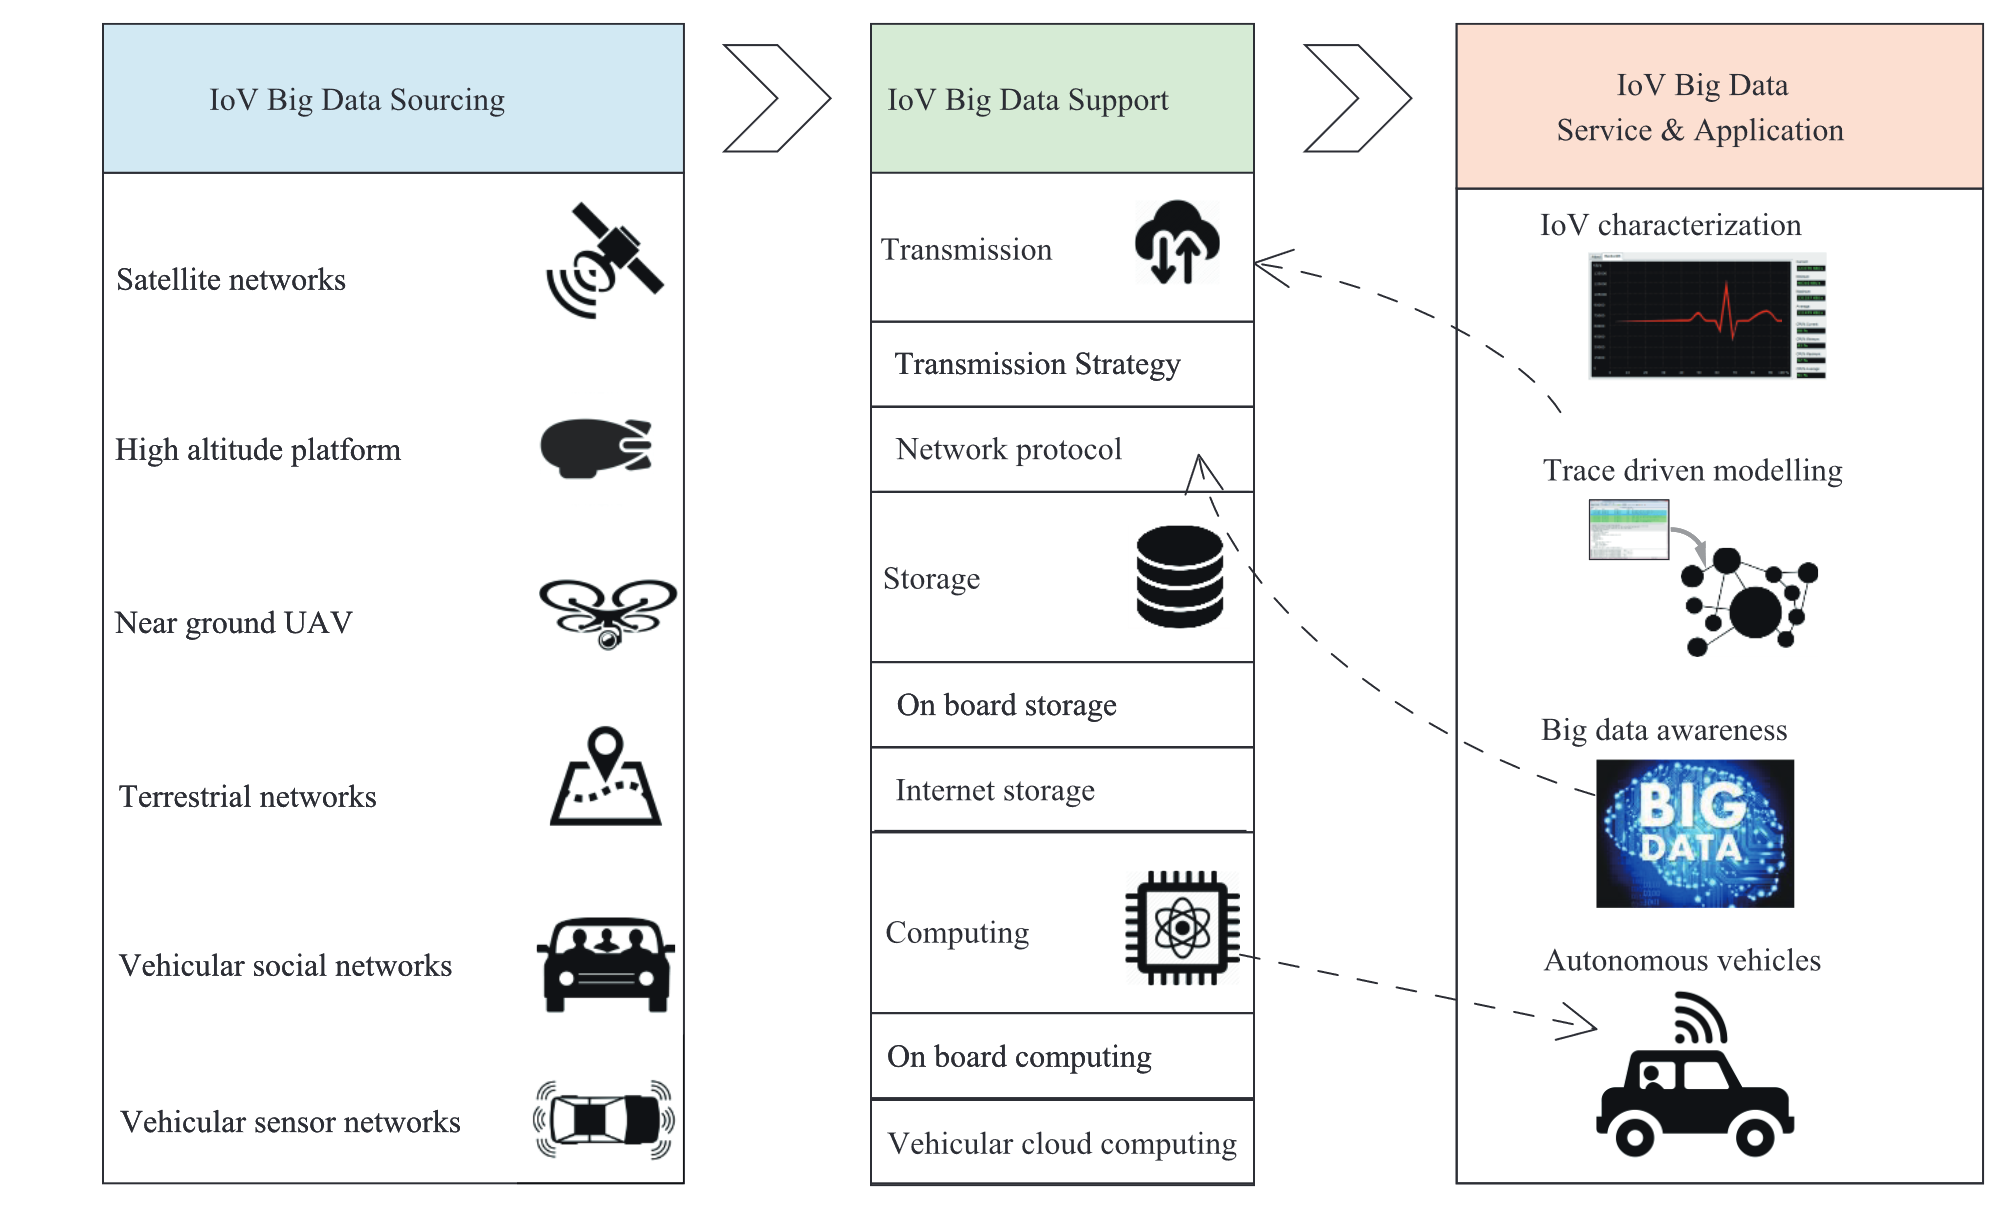 IoV Big Data Sourcing
Satellite networks
High altitude platform
Near ground UAV
Terrestrial networks
Vehicular social networks
Vehicular sensor networks
IoV Big Data Support
Transmission
Transmission Strategy
Network protocol
Storage
On board storage
Internet storage
Computing
On board computing
Vehicular cloud computing
IoV Big Data
Service & Application
IoV characterization
Trace driven modelling
Big data awareness
BIG
DATA
Autonomous vehicles